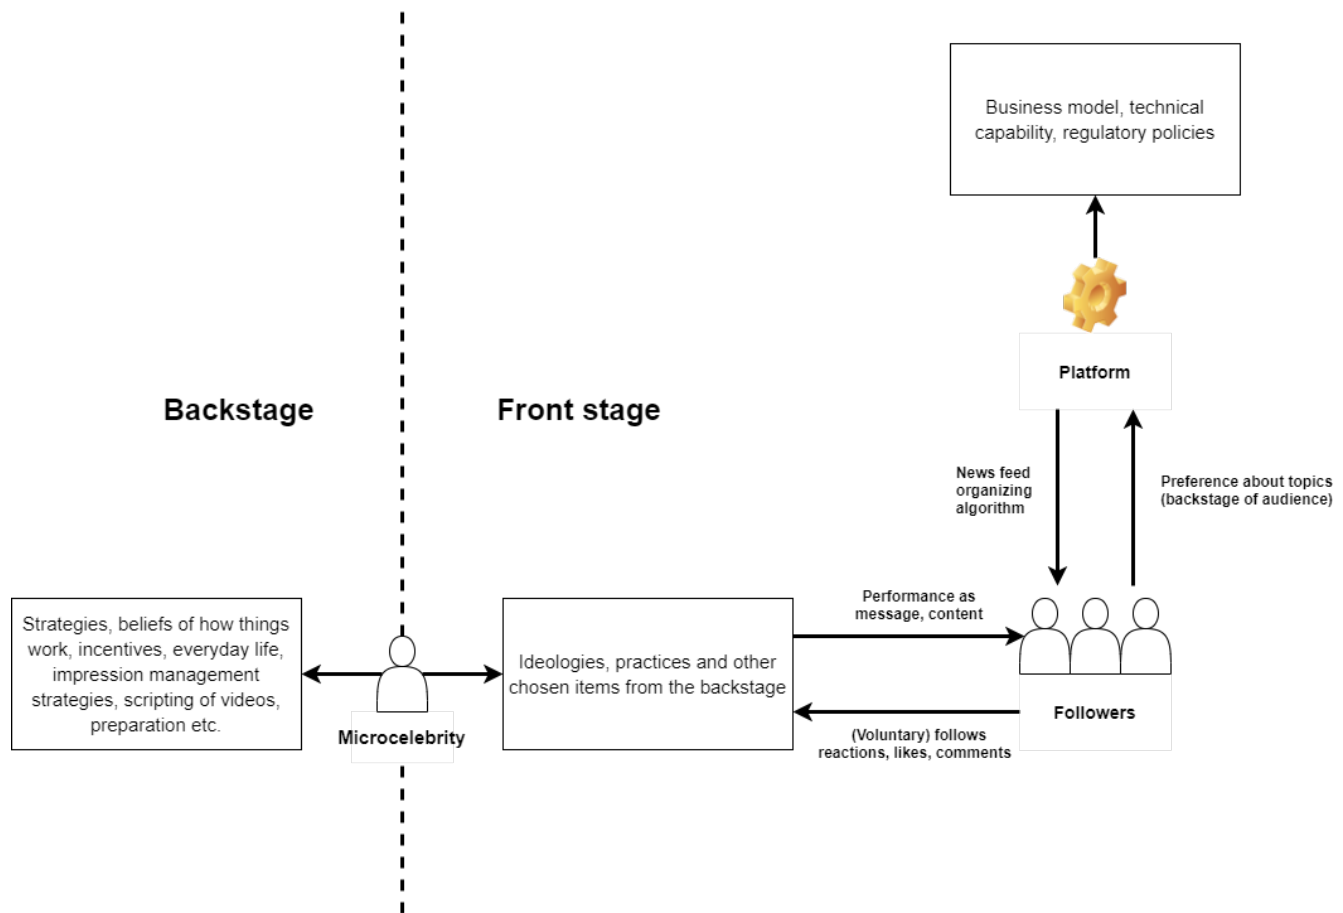 Business model, technical
capability, regulatory policies
Platform
Backstage
Front stage
News feed
organizing
algorithm
Preference about topics
(backstage of audience)
Strategies, beliefs of how things
work, incentives, everyday life,
impression management
strategies, scripting of videos,
preparation etc.
Microcelebrity
Ideologies, practices and other
chosen items from the backstage
Performance as
message, content
Followers
(Voluntary) follows
reactions, likes, comments